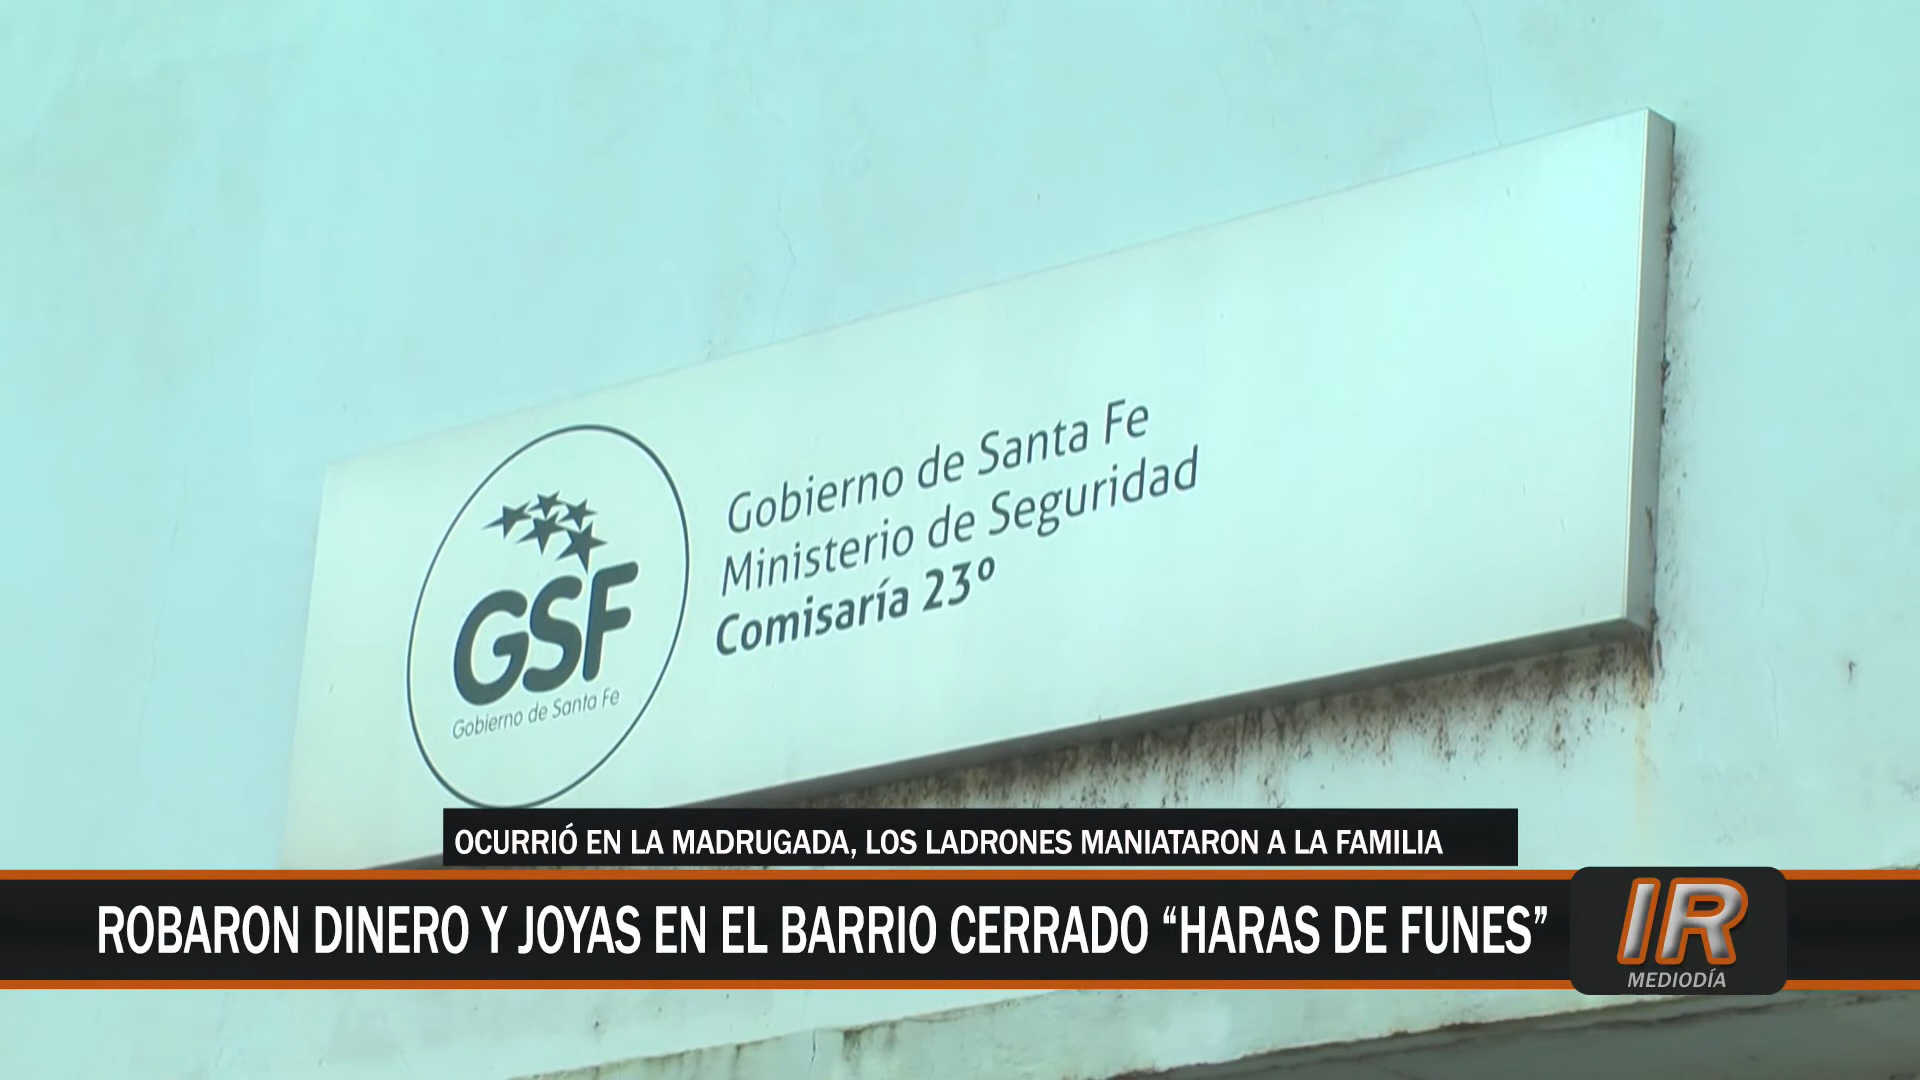 Gobierno de Santa Fe
Ministerio de Seguridad
Comisaría 23º
GSF
Gobierno de Santa Fe
OCURRIÓ EN LA MADRUGADA, LOS LADRONES MANIATARON A LA FAMILIA
ROBARON DINERO Y JOYAS EN EL BARRIO CERRADO “HARAS DE FUNES”
IR
MEDIODÍA